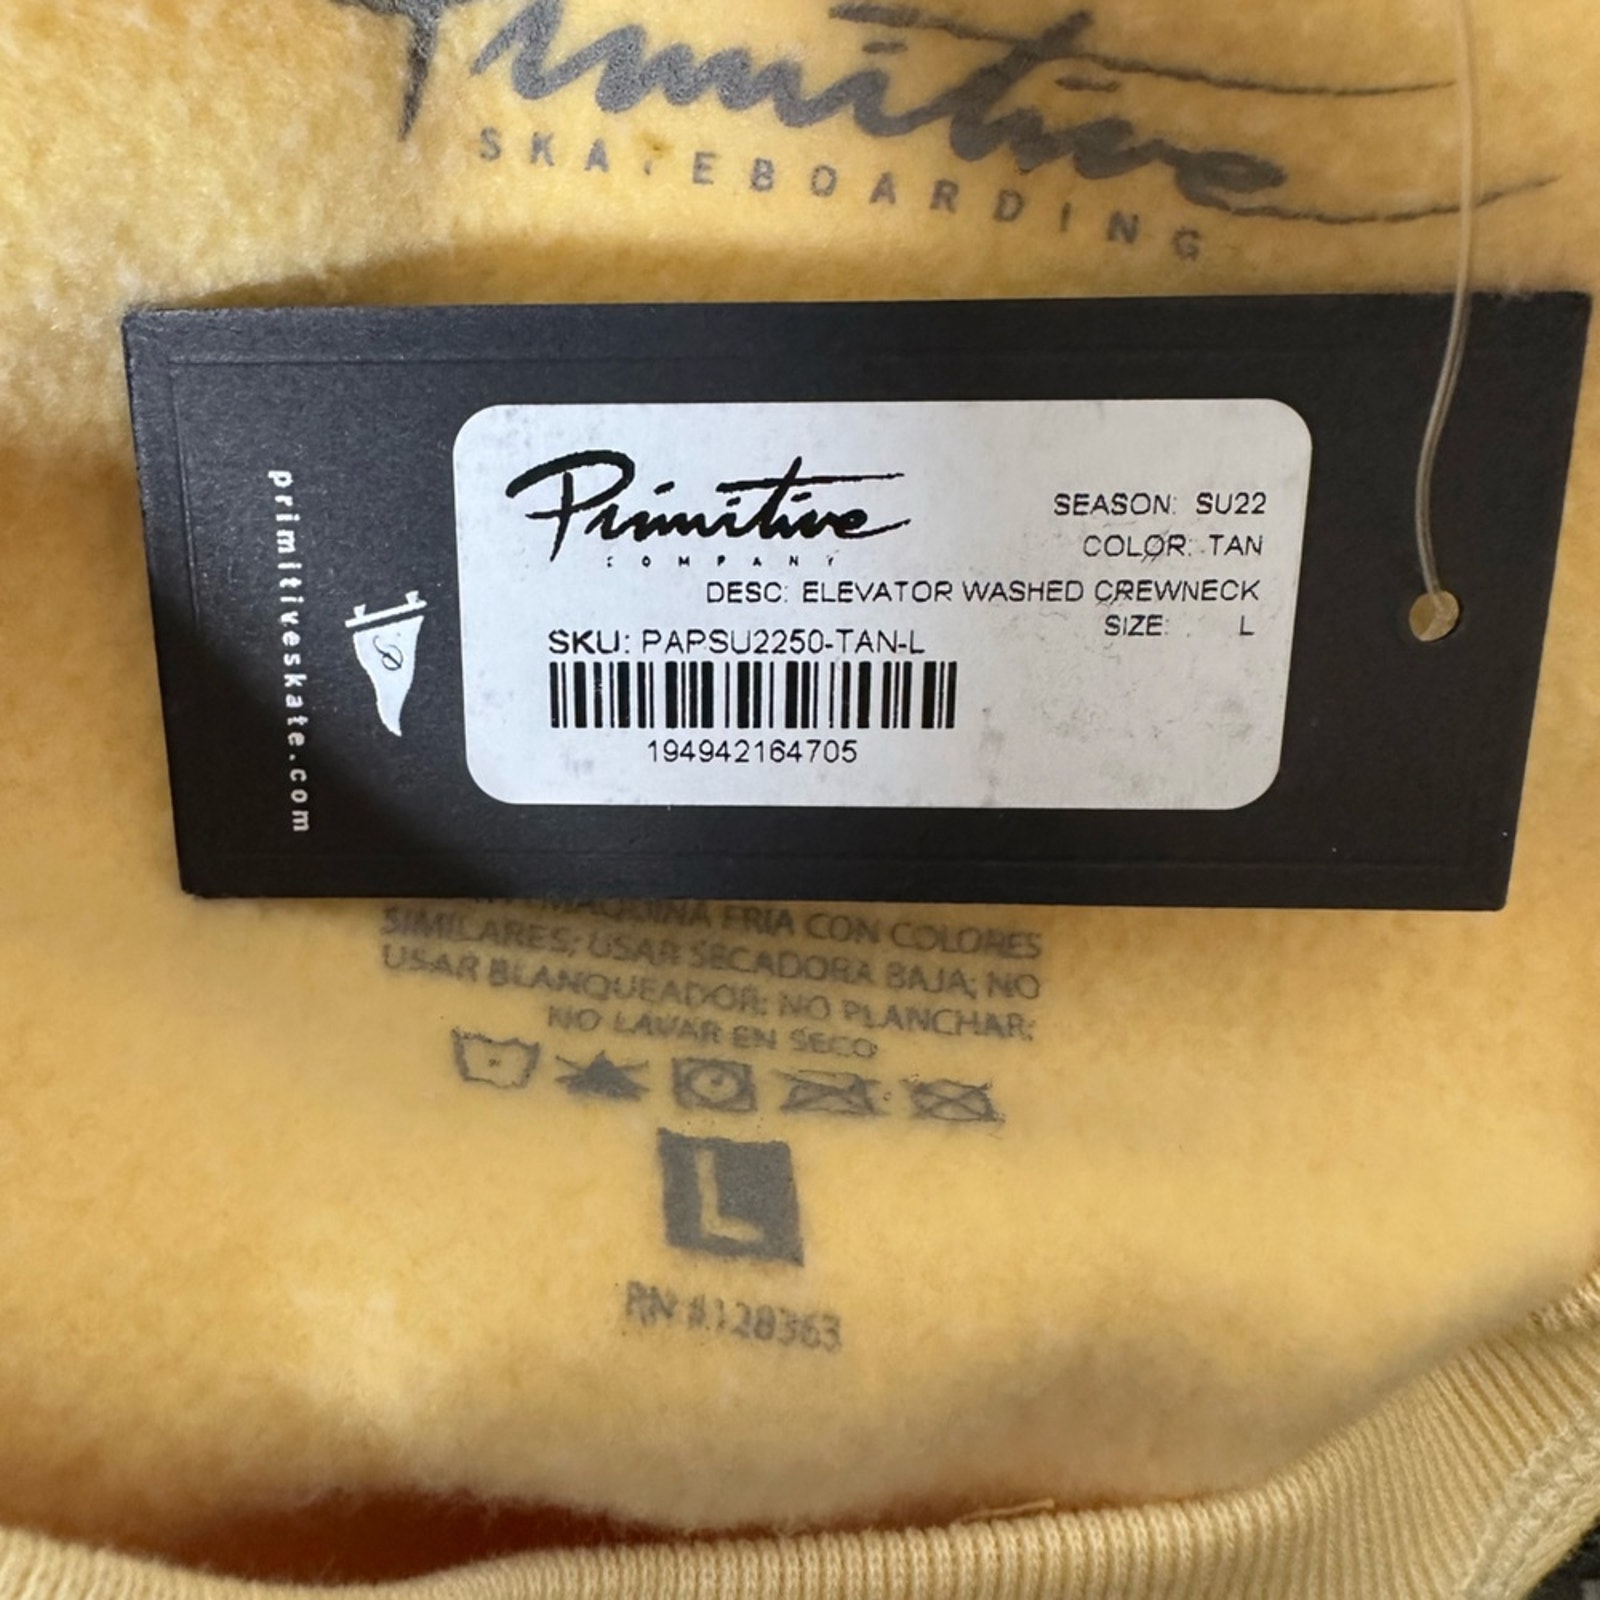 Primitive
SKATEBOARDING
primitiveskate.com
Primitive
COMPANY
SEASON: SU22
COLOR: TAN
DESC: ELEVATOR WASHED CREWNECK
SIZE: L
SKU: PAPSU2250-TAN-L
194942164705
MAQUINA FRIA CON COLORES
SIMILARES; USAR SECADORA BAJA; NO
USAR BLANQUEADOR; NO PLANCHAR;
NO LAVAR EN SECO
L
RN #128363